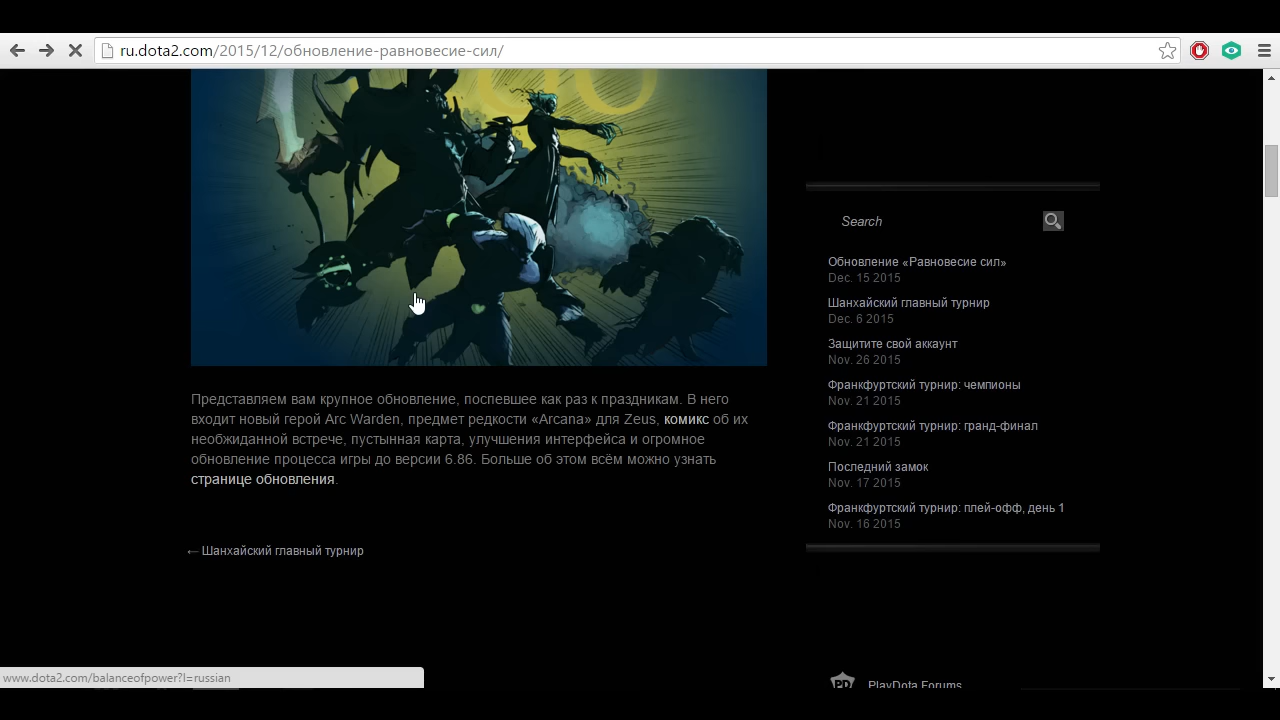 ru.dota2.com/2015/12/обновление-равновесие-сил/
Представляем вам крупное обновление, поспевшее как раз к праздникам. В него
входит новый герой Arc Warden, предмет редкости «Arcana» для Zeus, комикс об их
необжиданной встрече, пустынная карта, улучшения интерфейса и огромное
обновление процесса игры до версии 6.86. Больше об этом всём можно узнать
странице обновления.
← Шанхайский главный турнир
Search
Обновление «Равновесие сил»
Dec. 15 2015
Шанхайский главный турнир
Dec. 6 2015
Защитите свой аккаунт
Nov. 26 2015
Франкфуртский турнир: чемпионы
Nov. 21 2015
Франкфуртский турнир: гранд-финал
Nov. 21 2015
Последний замок
Nov. 17 2015
Франкфуртский турнир: плей-офф, день 1
Nov. 16 2015
PD PlayDota Forums
www.dota2.com/balanceofpower?l=russian